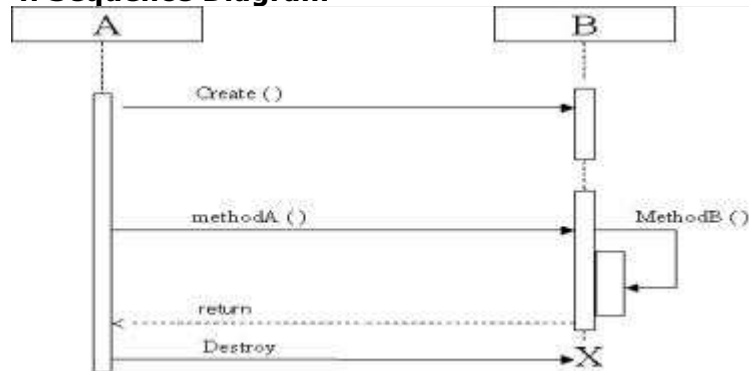 A B
Create ( )
methodA ( ) MethodB ( )
return
Destroy
X